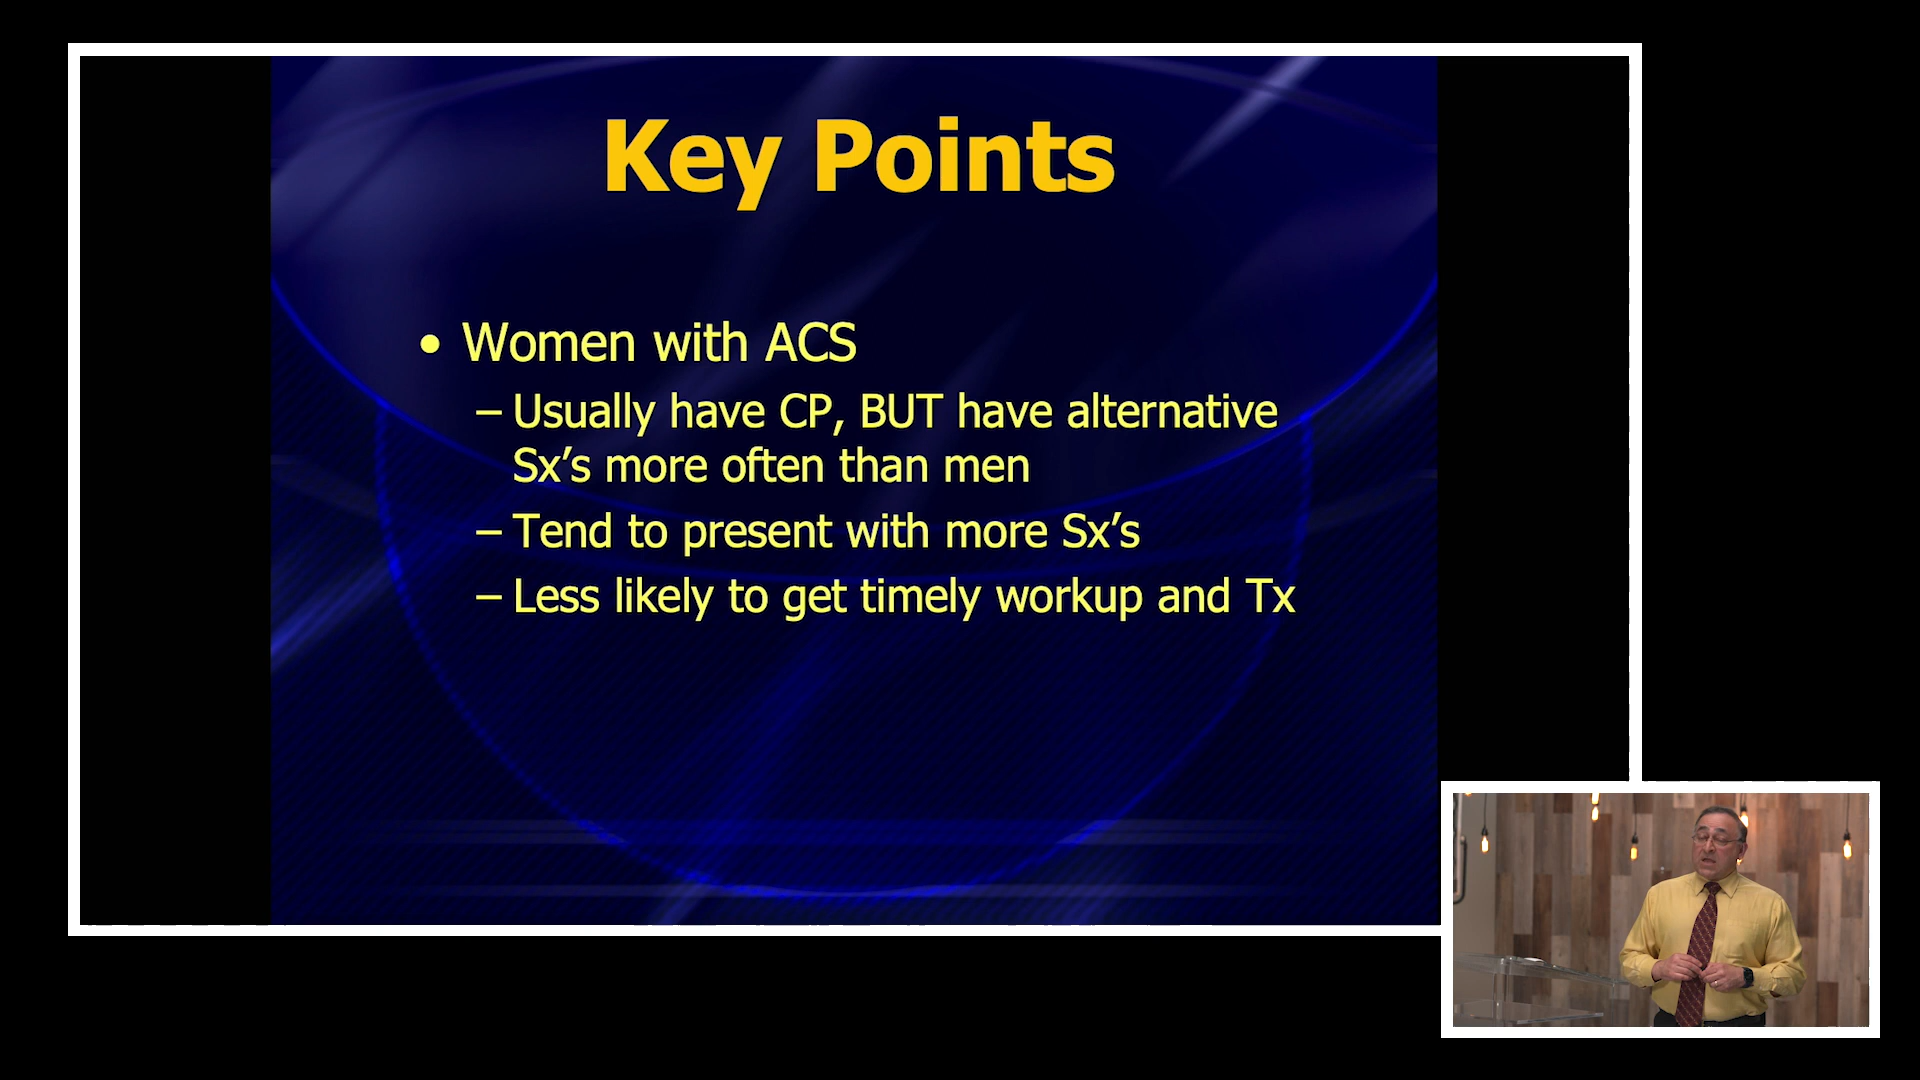 Key Points
• Women with ACS
– Usually have CP, BUT have alternative
Sx’s more often than men
– Tend to present with more Sx’s
– Less likely to get timely workup and Tx